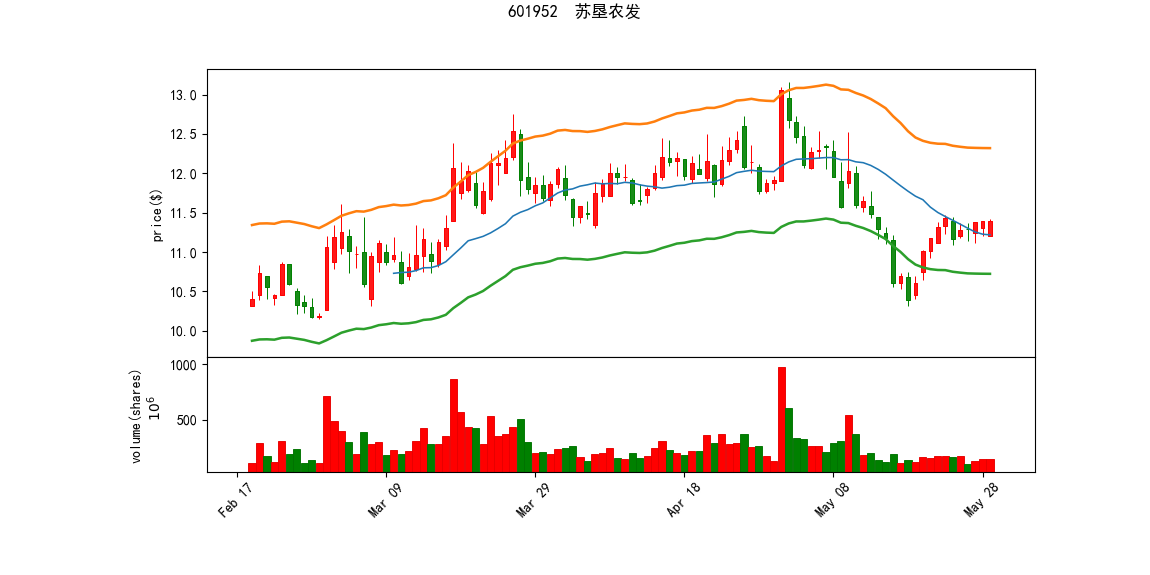 601952 苏垦农发
price($)
13.0
12.5
12.0
11.5
11.0
10.5
10.0
volume(shares)
10^6
1000
500
Feb 17
Mar 09
Mar 29
Apr 18
May 08
May 28